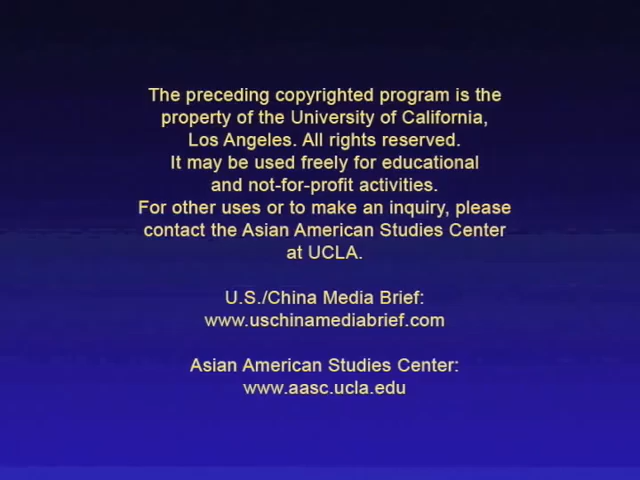 The preceding copyrighted program is the
property of the University of California,
Los Angeles. All rights reserved.
It may be used freely for educational
and not-for-profit activities.
For other uses or to make an inquiry, please
contact the Asian American Studies Center
at UCLA.
U.S./China Media Brief:
www.uschinamediabrief.com
Asian American Studies Center:
www.aasc.ucla.edu